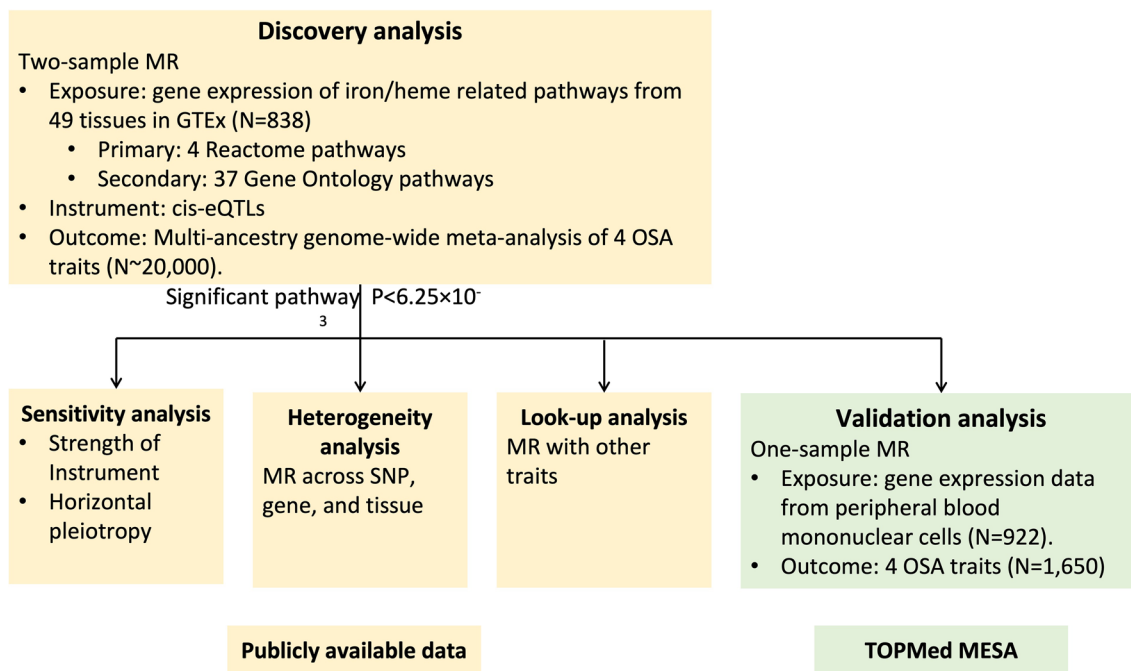 Discovery analysis
Two-sample MR
• Exposure: gene expression of iron/heme related pathways from
49 tissues in GTEx (N=838)
• Primary: 4 Reactome pathways
• Secondary: 37 Gene Ontology pathways
• Instrument: cis-eQTLs
• Outcome: Multi-ancestry genome-wide meta-analysis of 4 OSA
traits (N~20,000).
Significant pathway P<6.25×10-
3
Sensitivity analysis
• Strength of
Instrument
• Horizontal
pleiotropy
Heterogeneity
analysis
MR across SNP,
gene, and tissue
Look-up analysis
MR with other
traits
Validation analysis
One-sample MR
• Exposure: gene expression data
from peripheral blood
mononuclear cells (N=922).
• Outcome: 4 OSA traits (N=1,650)
Publicly available data
TOPMed MESA